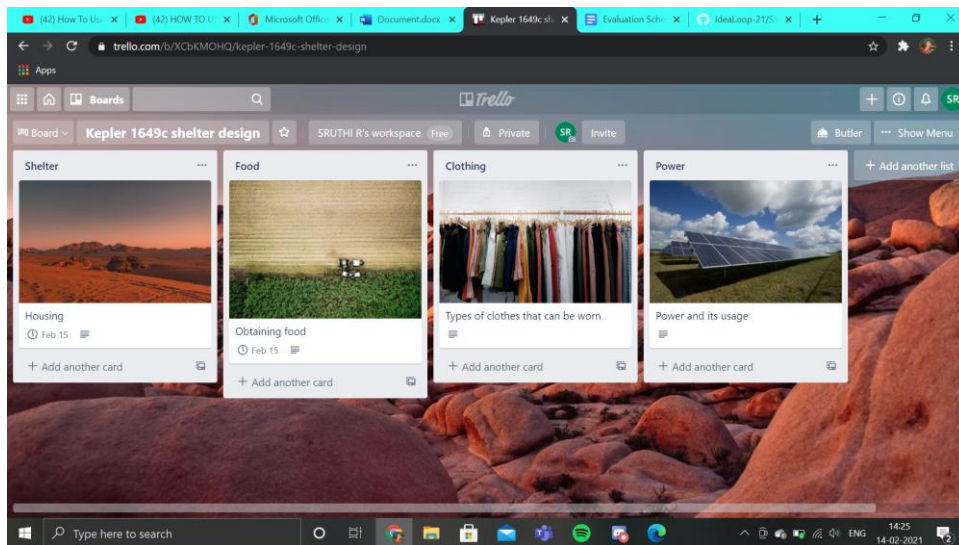 (42) How To Us
(42) HOW TO U
Microsoft Office
Document.docx
Kepler 1649c sh
Evaluation Sche
IdeaLoop-21/S
trello.com/b/XCbKMOHQ/kepler-1649c-shelter-design
Apps
Boards
Trello
SR
Board
Kepler 1649c shelter design
SRUTHI R's workspace Free
Private
SR
Invite
Butler
Show Menu
Shelter
Housing
Feb 15
+ Add another card
Food
Obtaining food
Feb 15
+ Add another card
Clothing
Types of clothes that can be worn
+ Add another card
Power
Power and its usage
+ Add another card
+ Add another list
Type here to search
ENG
14:25
14-02-2021
2